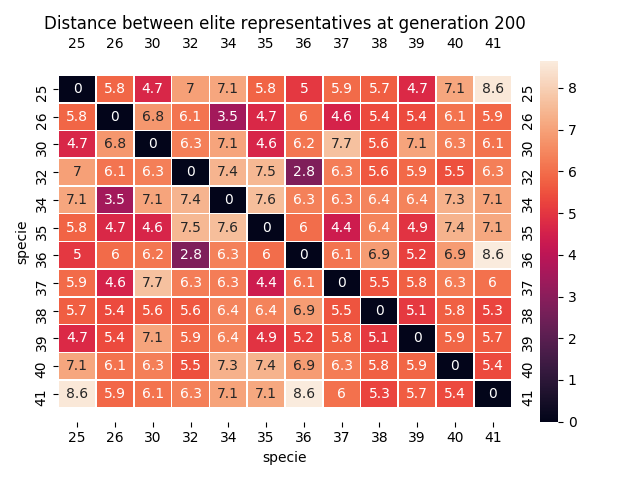 Distance between elite representatives at generation 200
25 26 30 32 34 35 36 37 38 39 40 41
25 0 5.8 4.7 7 7.1 5.8 5 5.9 5.7 4.7 7.1 8.6 25
26 5.8 0 6.8 6.1 3.5 4.7 6 4.6 5.4 5.4 6.1 5.9 26
30 4.7 6.8 0 6.3 7.1 4.6 6.2 7.7 5.6 7.1 6.3 6.1 30
32 7 6.1 6.3 0 7.4 7.5 2.8 6.3 5.6 5.9 5.5 6.3 32
34 7.1 3.5 7.1 7.4 0 7.6 6.3 6.3 6.4 6.4 7.3 7.1 34
35 5.8 4.7 4.6 7.5 7.6 0 6 4.4 6.4 4.9 7.4 7.1 35
36 5 6 6.2 2.8 6.3 6 0 6.1 6.9 5.2 6.9 8.6 36
37 5.9 4.6 7.7 6.3 6.3 4.4 6.1 0 5.5 5.8 6.3 6 37
38 5.7 5.4 5.6 5.6 6.4 6.4 6.9 5.5 0 5.1 5.8 5.3 38
39 4.7 5.4 7.1 5.9 6.4 4.9 5.2 5.8 5.1 0 5.9 5.7 39
40 7.1 6.1 6.3 5.5 7.3 7.4 6.9 6.3 5.8 5.9 0 5.4 40
41 8.6 5.9 6.1 6.3 7.1 7.1 8.6 6 5.3 5.7 5.4 0 41
25 26 30 32 34 35 36 37 38 39 40 41
specie
specie
8
7
6
5
4
3
2
1
0